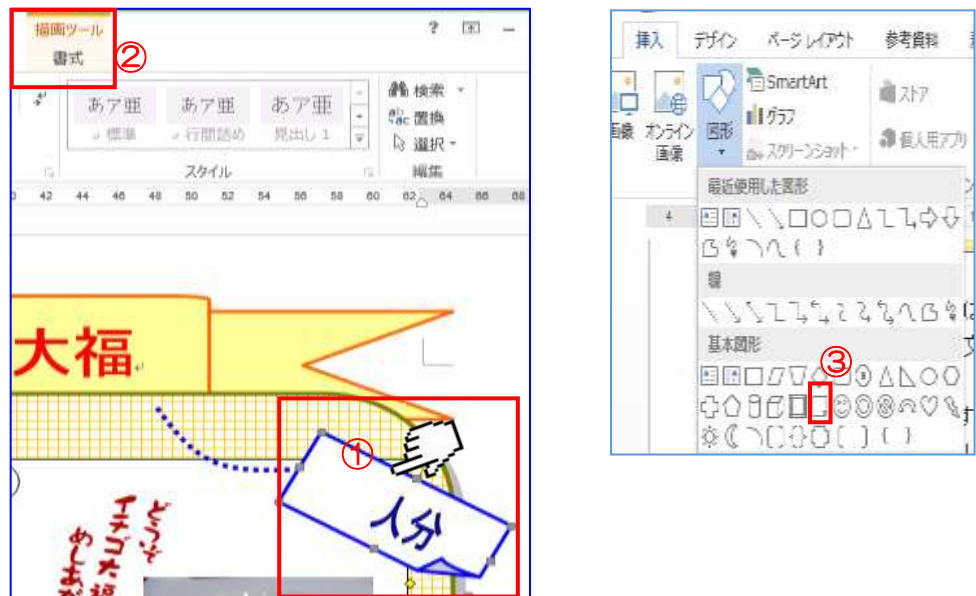 描画ツール
書式
②
?
あア亜
あア亜
あア亜
標準
行間詰め
見出し 1
スタイル
検索
置換
選択
編集
42 44 46 48 50 52 54 56 58 60 62 64 66 68
大福
①
人分
どうぞ
イチゴ大福
めしあが
挿入 デザイン ページ レイアウト 参考資料
画像
オンライン
画像
図形
SmartArt
グラフ
スクリーンショット
ストア
個人用アプリ
最近使用した図形
4
線
基本図形
③